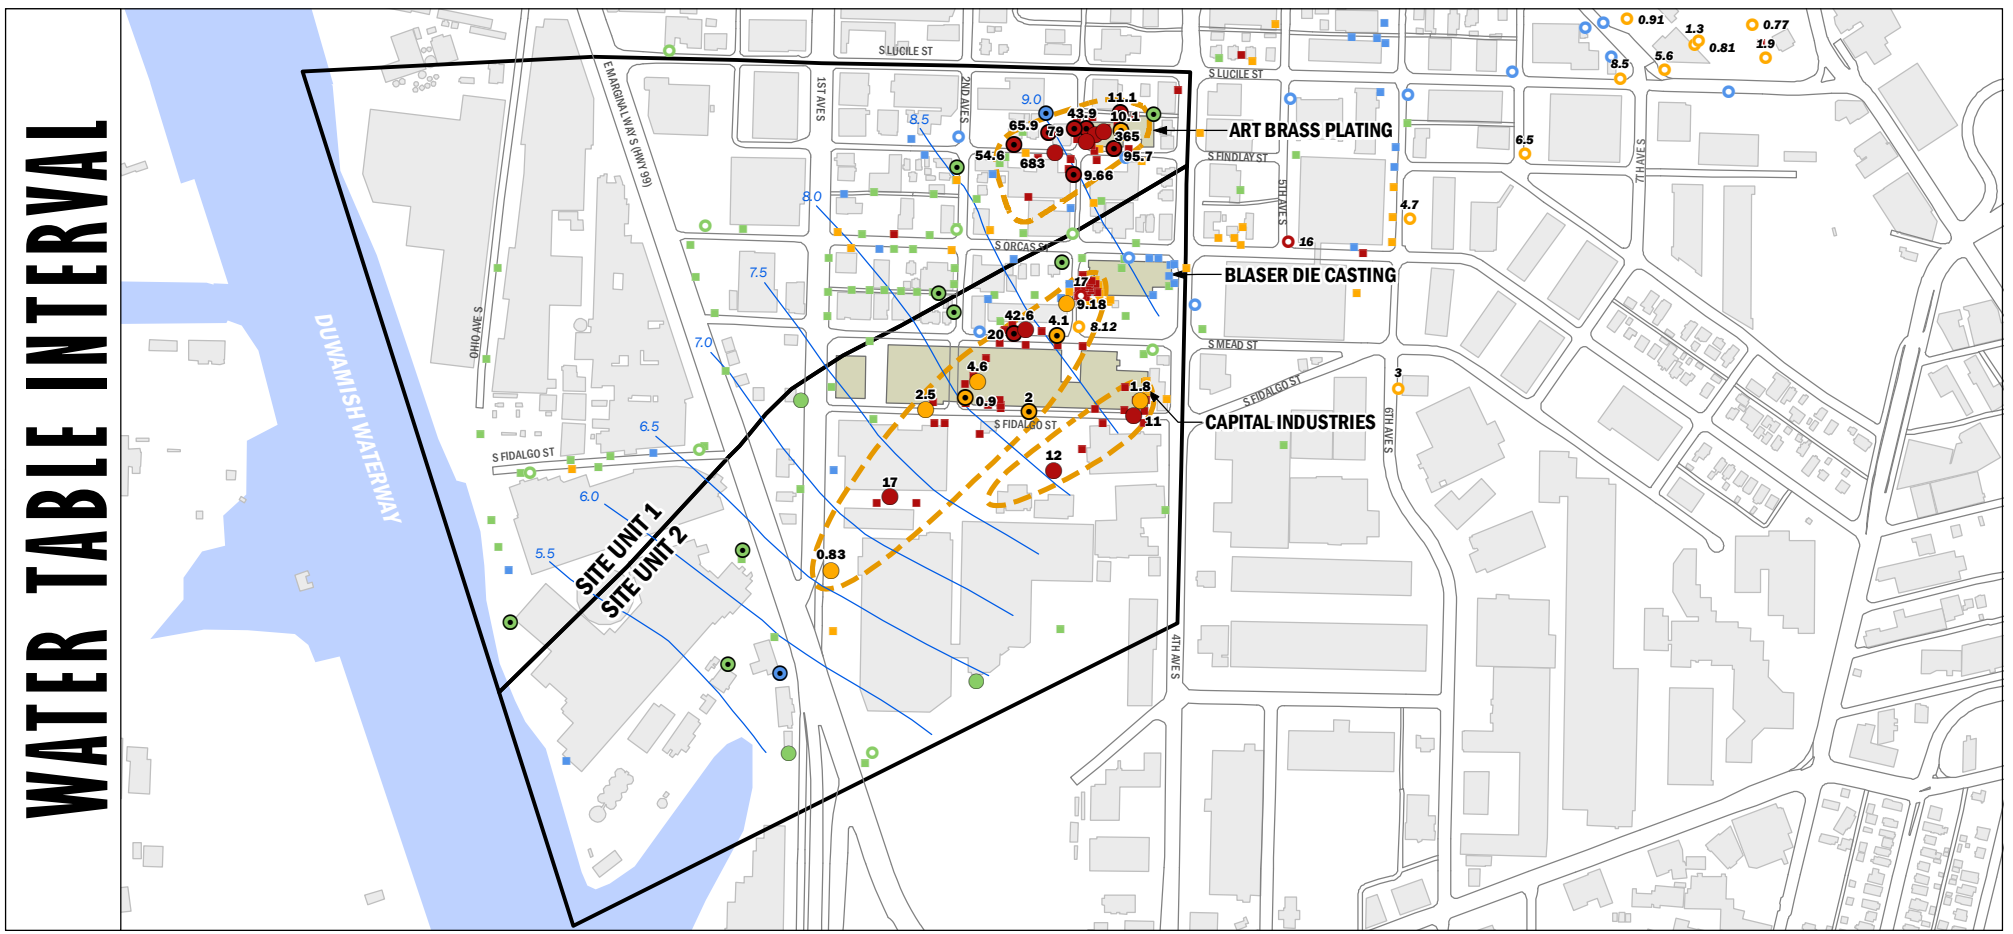 WATER TABLE INTERVAL
DUWAMISH WATERWAY
S LUCILE ST
E MARGINAL WAY S (HWY 99)
1ST AVE S
2ND AVE S
S LUCILE ST
S FINDLAY ST
5TH AVE S
7TH AVE S
S ORCAS ST
OHIO AVE S
S MEAD ST
S FIDALGO ST
6TH AVE S
S FIDALGO ST
S FIDALGO ST
4TH AVE S
ART BRASS PLATING
BLASER DIE CASTING
CAPITAL INDUSTRIES
SITE UNIT 1
SITE UNIT 2
9.0
8.5
8.0
7.5
7.0
6.5
6.0
5.5
0.91
1.3
0.81
0.77
1.9
5.6
8.5
6.5
4.7
16
3
11.1
43.9
10.1
65.9
79
365
54.6
683
95.7
9.66
17
9.18
42.6
4.1
8.12
20
4.6
2.5
0.9
2
1.8
11
12
17
0.83